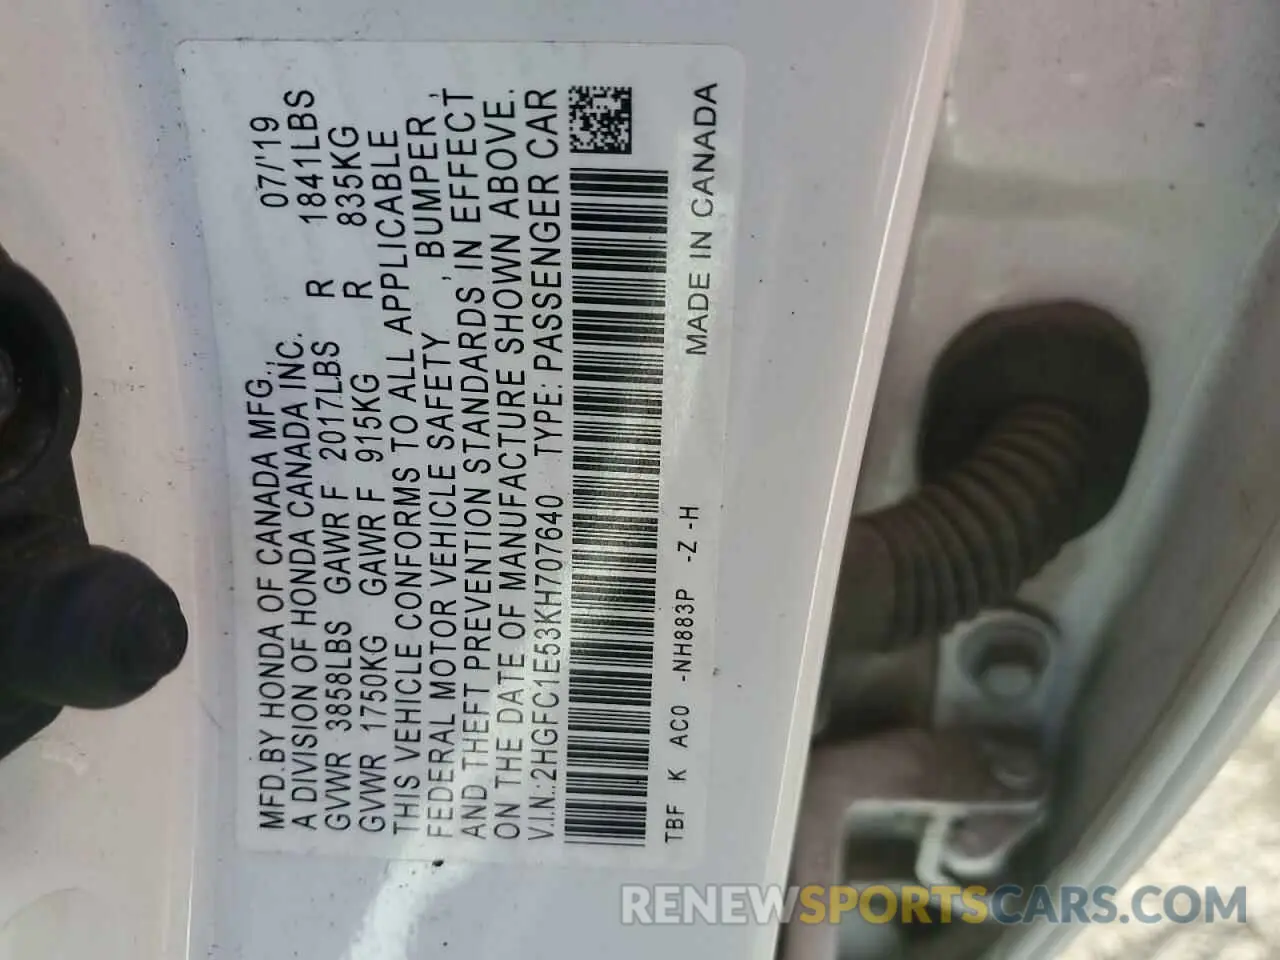 MFD.BY HONDA OF CANADA MFG., 07/'19
A DIVISION OF HONDA CANADA INC.
GVWR 3858LBS GAWR F 2017LBS R 1841LBS
GVWR 1750KG GAWR F 915KG R 835KG
THIS VEHICLE CONFORMS TO ALL APPLICABLE
FEDERAL MOTOR VEHICLE SAFETY , BUMPER ,
AND THEFT PREVENTION STANDARDS IN EFFECT
ON THE DATE OF MANUFACTURE SHOWN ABOVE.
V.I.N.:2HGFC1E53KH707640 TYPE:PASSENGER CAR
TBF K AC0 -NH883P -Z -H MADE IN CANADA
RENEWSPORTSCARS.COM